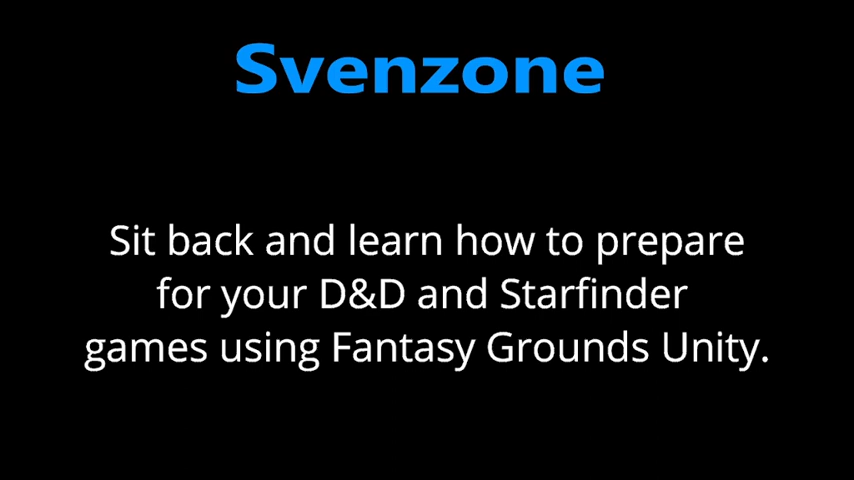 Svenzone
Sit back and learn how to prepare
for your D&D and Starfinder
games using Fantasy Grounds Unity.